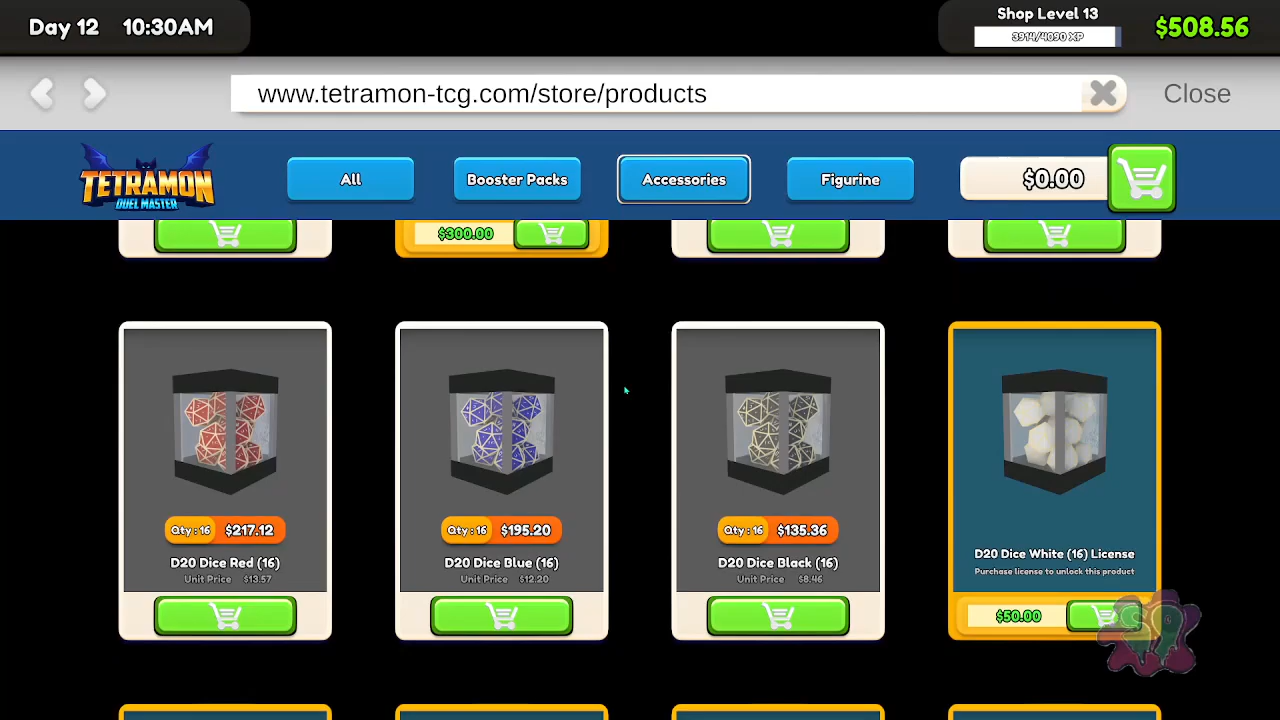 Day 12 10:30AM
Shop Level 13
3914/4090 XP
$508.56
www.tetramon-tcg.com/store/products
Close
TETRAMON
DUEL MASTER
All
Booster Packs
Accessories
Figurine
$0.00
$300.00
Qty : 16 $217.12
D20 Dice Red (16)
Unit Price $13.57
Qty : 16 $195.20
D20 Dice Blue (16)
Unit Price $12.20
Qty : 16 $135.36
D20 Dice Black (16)
Unit Price $8.46
D20 Dice White (16) License
Purchase license to unlock this product
$50.00